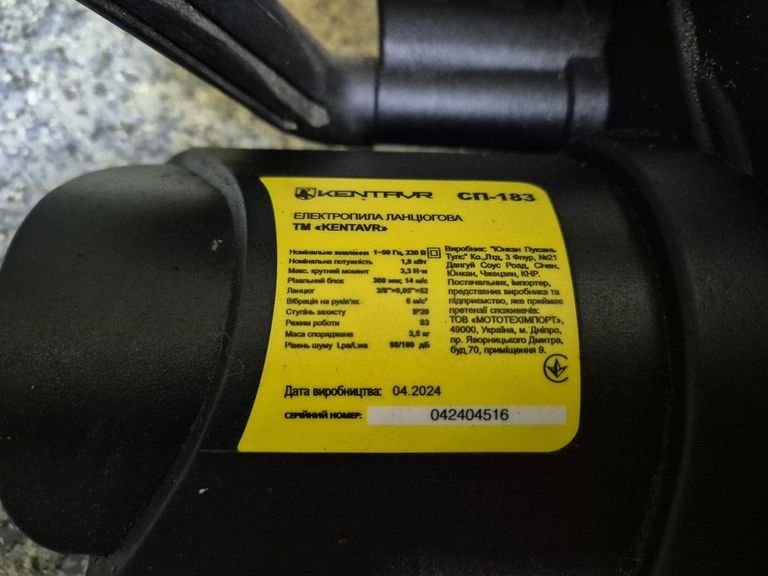 KENTAVR СП-183
ЕЛЕКТРОПИЛА ЛАНЦЮГОВА
ТМ «KENTAVR»
Номінальне живлення 1~50 Гц, 230 В
Номінальна потужність 1,8 кВт
Макс. крутний момент 3,3 Н·м
Різальний блок 360 мм; 14 м/с
Ланцюг 3/8"×0,05"×52
Вібрація на руків'ях 6 м/с²
Ступінь захисту IP20
Режим роботи S3
Маса споряджена 3,5 кг
Рівень шуму Lpa/Lwa 98/109 дБ
Виробник: "Юнкан Пуюань
Тулс" Ко.,Лтд, 3 Флур, №21
Дангуй Соус Роад, Січен,
Юнкан, Чжецзян, КНР.
Постачальник, імпортер,
представник виробника та
підприємство, яке приймає
претензії споживачів:
ТОВ «МОТОТЕХІМПОРТ»,
49000, Україна, м. Дніпро,
пр. Яворницького Дмитра,
буд.70, приміщення 9.
Дата виробництва: 04.2024
СЕРІЙНИЙ НОМЕР: 042404516